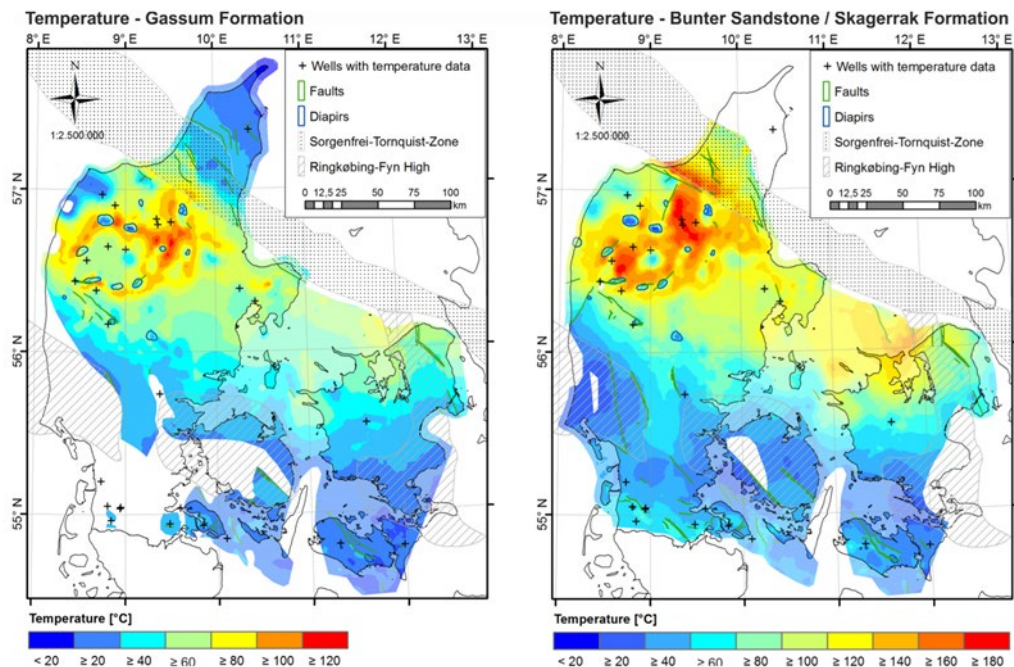 Temperature - Gassum Formation
8°E 9°E 10°E 11°E 12°E 13°E
N
1:2.500.000
+ Wells with temperature data
Faults
Diapirs
Sorgenfrei-Tornquist-Zone
Ringkøbing-Fyn High
0 12,5 25 50 75 100
km
57°N
56°N
55°N
Temperature [°C]
< 20 ≥ 20 ≥ 40 ≥ 60 ≥ 80 ≥ 100 ≥ 120
Temperature - Bunter Sandstone / Skagerrak Formation
8°E 9°E 10°E 11°E 12°E 13°E
N
1:2.500.000
+ Wells with temperature data
Faults
Diapirs
Sorgenfrei-Tornquist-Zone
Ringkøbing-Fyn High
0 12,5 25 50 75 100
km
57°N
56°N
55°N
Temperature [°C]
< 20 ≥ 20 ≥ 40 > 60 ≥ 80 ≥ 100 ≥ 120 ≥ 140 ≥ 160 ≥ 180